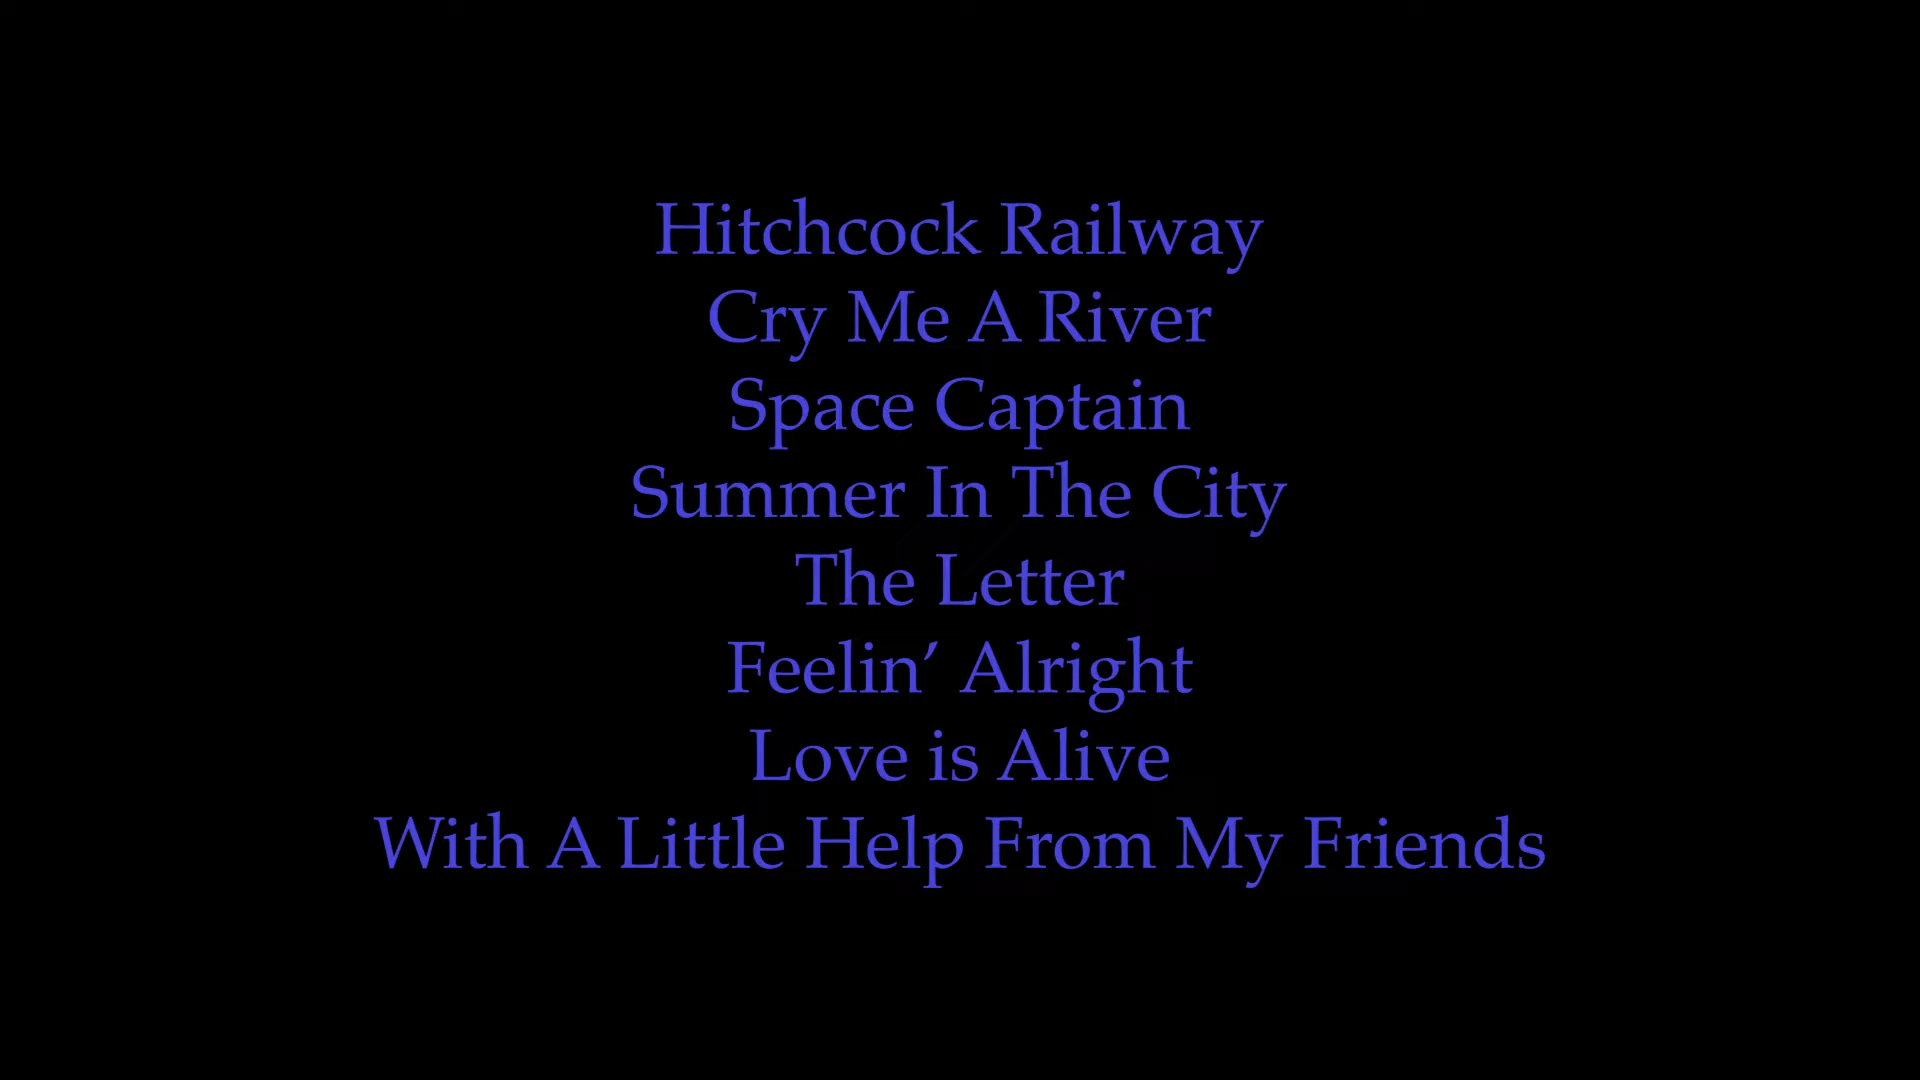 Hitchcock Railway
Cry Me A River
Space Captain
Summer In The City
The Letter
Feelin’ Alright
Love is Alive
With A Little Help From My Friends